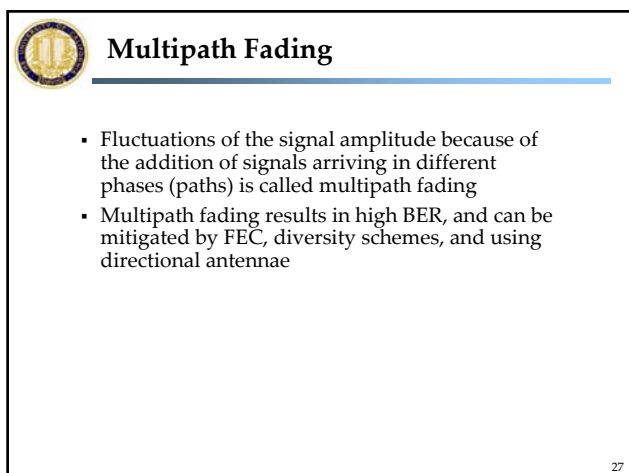 Multipath Fading
▪ Fluctuations of the signal amplitude because of
the addition of signals arriving in different
phases (paths) is called multipath fading
▪ Multipath fading results in high BER, and can be
mitigated by FEC, diversity schemes, and using
directional antennae
27